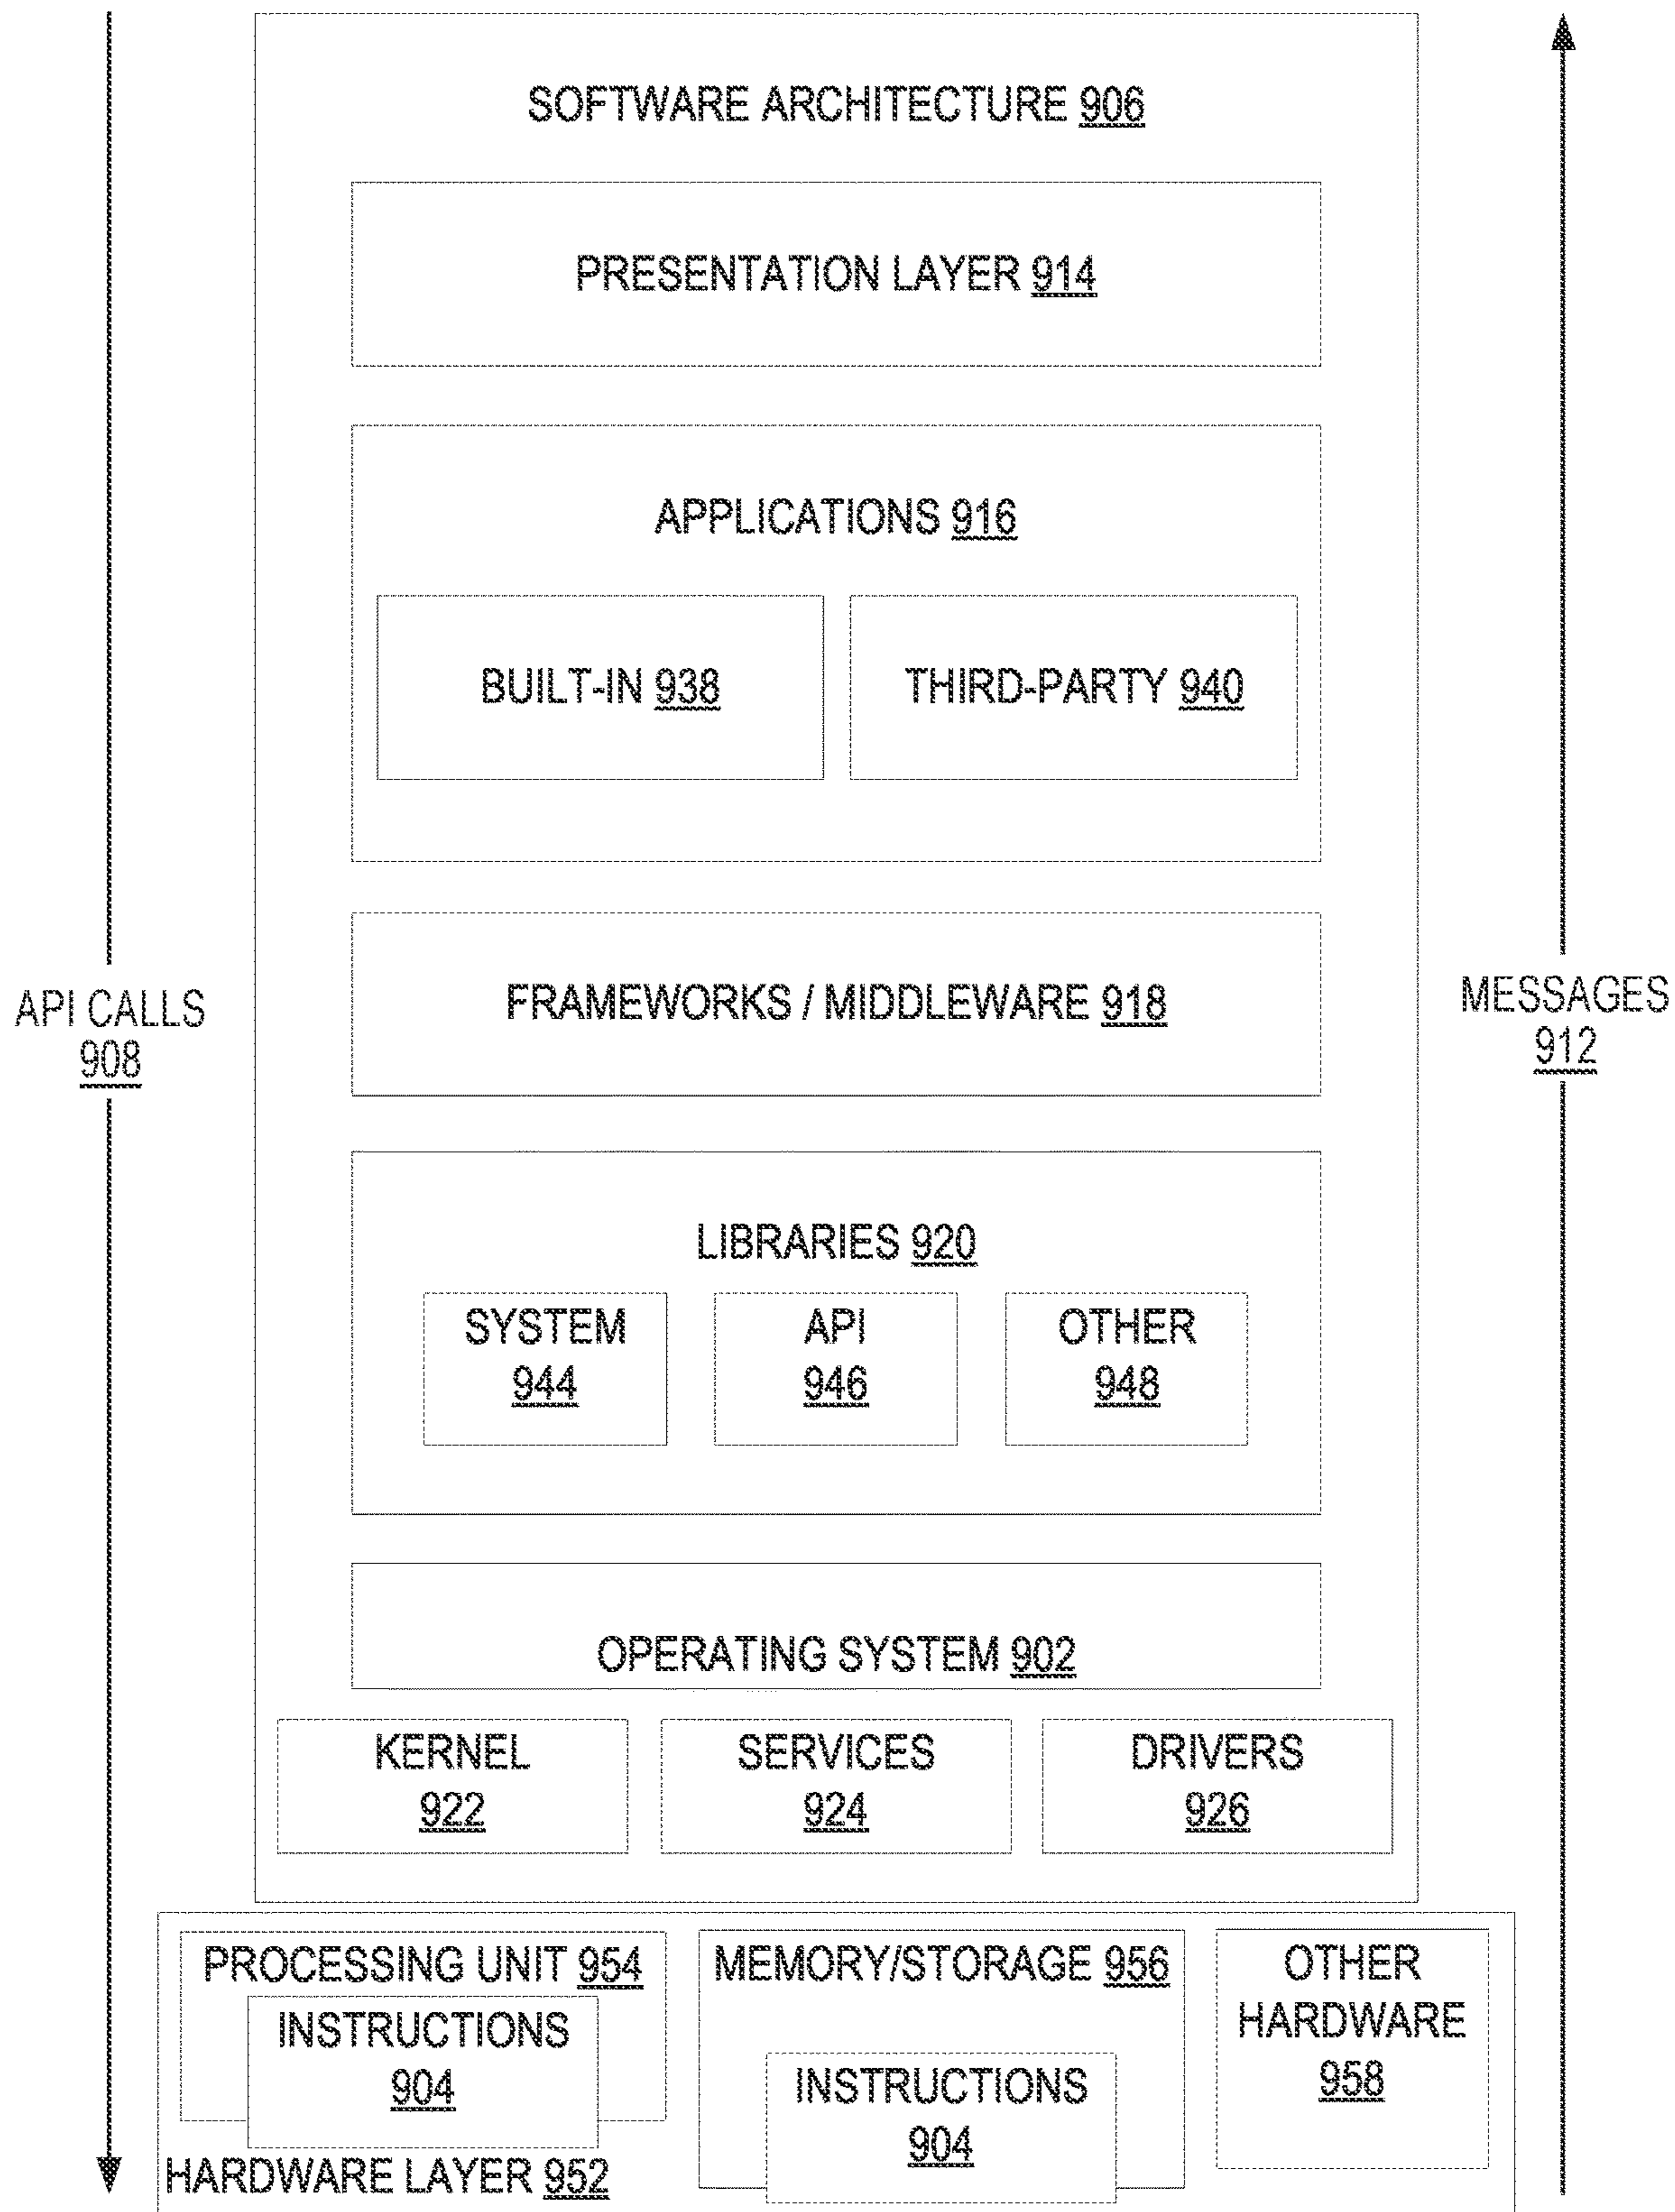 SOFTWARE ARCHITECTURE 906
PRESENTATION LAYER 914
APPLICATIONS 916
BUILT-IN 938
THIRD-PARTY 940
API CALLS
908
FRAMEWORKS / MIDDLEWARE 918
MESSAGES
912
LIBRARIES 920
SYSTEM
944
API
946
OTHER
948
OPERATING SYSTEM 902
KERNEL
922
SERVICES
924
DRIVERS
926
PROCESSING UNIT 954
INSTRUCTIONS
904
MEMORY/STORAGE 956
INSTRUCTIONS
904
OTHER
HARDWARE
958
HARDWARE LAYER 952